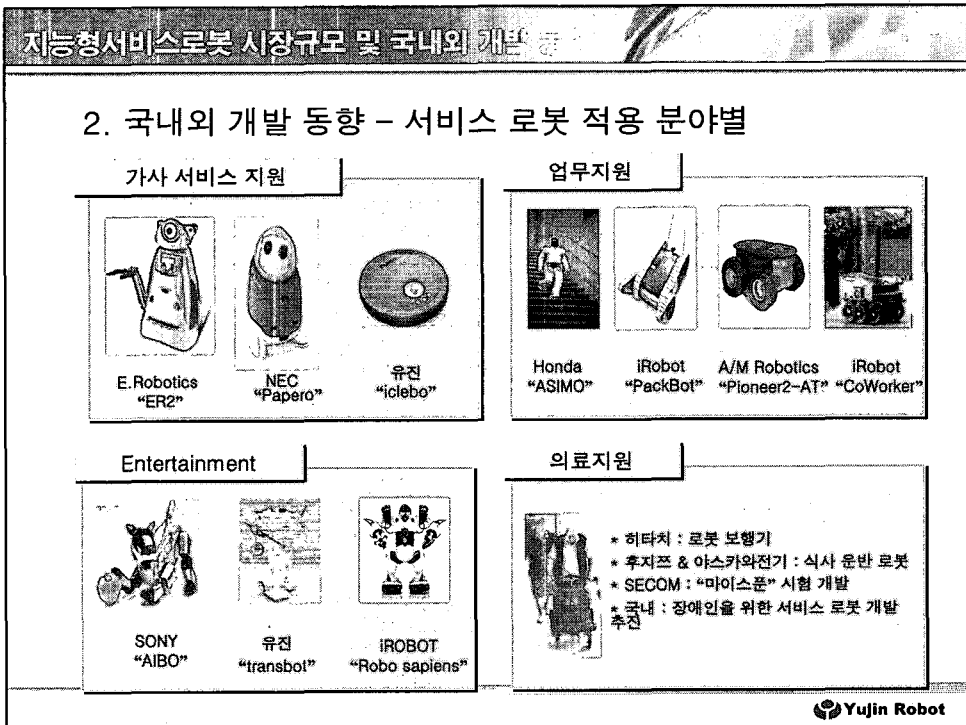 지능형서비스로봇 시장규모 및 국내외 개발
2. 국내외 개발 동향 – 서비스 로봇 적용 분야별
가사 서비스 지원
E.Robotics
“ER2”
NEC
“Papero”
유진
“iclebo”
업무지원
Honda
“ASIMO”
iRobot
“PackBot”
A/M Robotics
“Pioneer2-AT”
iRobot
“CoWorker”
Entertainment
SONY
“AIBO”
유진
“transbot”
iROBOT
“Robo sapiens”
의료지원
* 히타치 : 로봇 보행기
* 후지쯔 & 야스카와전기 : 식사 운반 로봇
* SECOM : “마이스푼” 시험 개발
* 국내 : 장애인을 위한 서비스 로봇 개발
추진
Yujin Robot